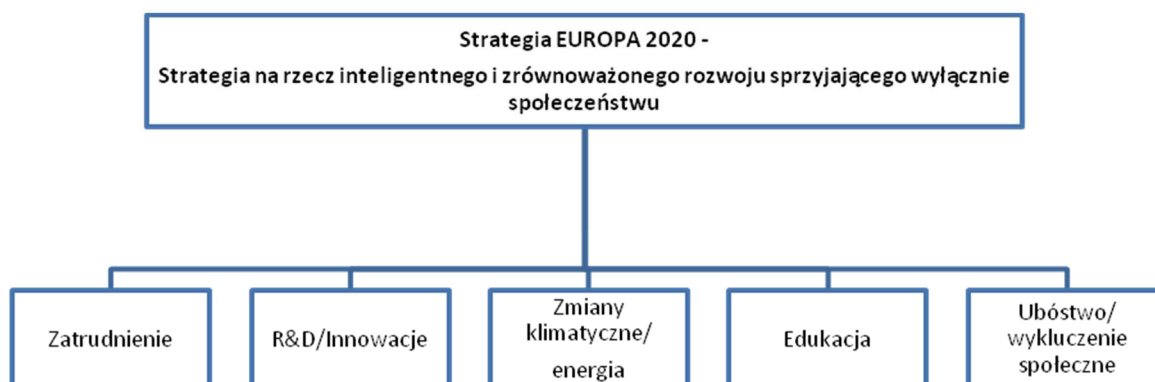 Strategia EUROPA 2020 -
Strategia na rzecz inteligentnego i zrównoważonego rozwoju sprzyjającego wyłącznie
społeczeństwu
Zatrudnienie
R&D/Innowacje
Zmiany
klimatyczne/
energia
Edukacja
Ubóstwo/
wykluczenie
społeczne